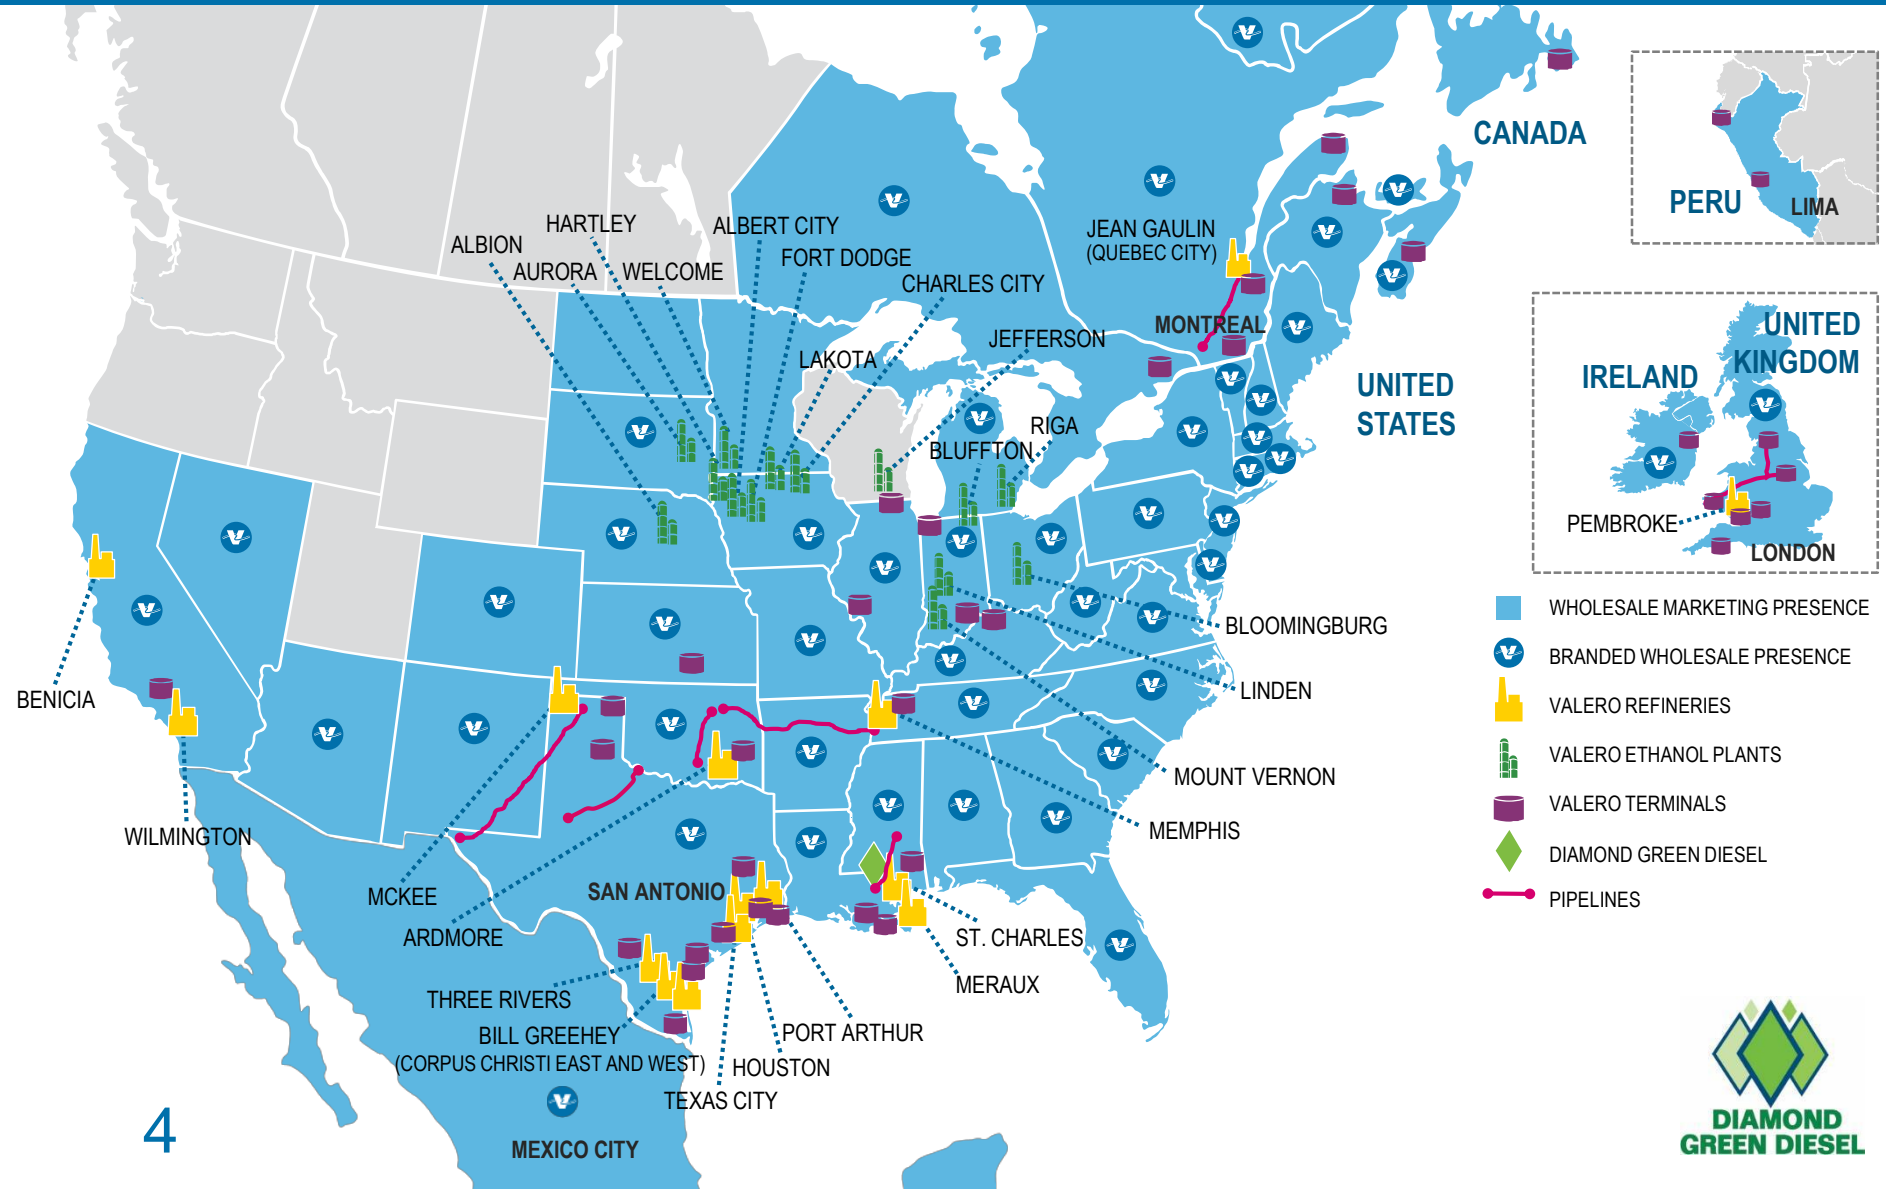 CANADA
PERU
LIMA
HARTLEY
ALBERT CITY
JEAN GAULIN
(QUEBEC CITY)
ALBION
FORT DODGE
AURORA
WELCOME
CHARLES CITY
MONTREAL
JEFFERSON
LAKOTA
UNITED
KINGDOM
IRELAND
UNITED
STATES
RIGA
BLUFFTON
PEMBROKE
LONDON
WHOLESALE MARKETING PRESENCE
BLOOMINGBURG
BRANDED WHOLESALE PRESENCE
BENICIA
LINDEN
VALERO REFINERIES
VALERO ETHANOL PLANTS
MOUNT VERNON
VALERO TERMINALS
MEMPHIS
WILMINGTON
DIAMOND GREEN DIESEL
MCKEE
SAN ANTONIO
PIPELINES
ARDMORE
ST. CHARLES
MERAUX
THREE RIVERS
BILL GREEHEY
(CORPUS CHRISTI EAST AND WEST)
PORT ARTHUR
HOUSTON
TEXAS CITY
MEXICO CITY
4
DIAMOND
GREEN DIESEL